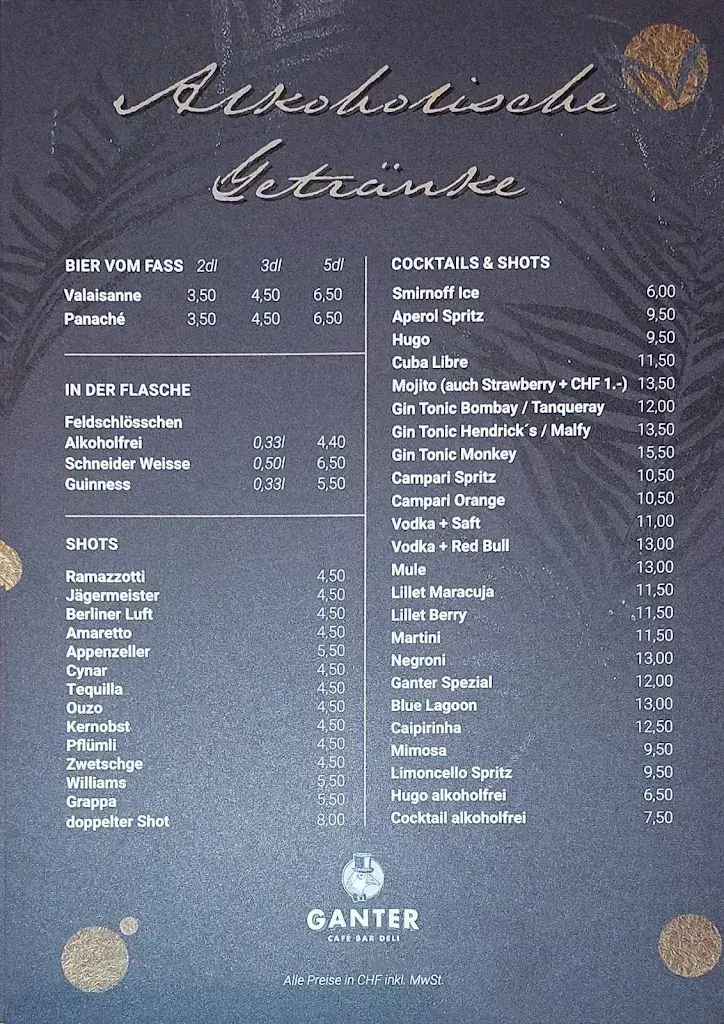 Alkoholische
Getränke
BIER VOM FASS 2dl 3dl 5dl
Valaisanne 3,50 4,50 6,50
Panaché 3,50 4,50 6,50
IN DER FLASCHE
Feldschlösschen
Alkoholfrei 0,33l 4,40
Schneider Weisse 0,50l 6,50
Guinness 0,33l 5,50
SHOTS
Ramazzotti 4,50
Jägermeister 4,50
Berliner Luft 4,50
Amaretto 4,50
Appenzeller 5,50
Cynar 4,50
Tequilla 4,50
Ouzo 4,50
Kernobst 4,50
Pflümli 4,50
Zwetschge 4,50
Williams 5,50
Grappa 5,50
doppelter Shot 8,00
COCKTAILS & SHOTS
Smirnoff Ice 6,00
Aperol Spritz 9,50
Hugo 9,50
Cuba Libre 11,50
Mojito (auch Strawberry + CHF 1.-) 13,50
Gin Tonic Bombay / Tanqueray 12,00
Gin Tonic Hendrick´s / Malfy 13,50
Gin Tonic Monkey 15,50
Campari Spritz 10,50
Campari Orange 10,50
Vodka + Saft 11,00
Vodka + Red Bull 13,00
Mule 13,00
Lillet Maracuja 11,50
Lillet Berry 11,50
Martini 11,50
Negroni 13,00
Ganter Spezial 12,00
Blue Lagoon 13,00
Caipirinha 12,50
Mimosa 9,50
Limoncello Spritz 9,50
Hugo alkoholfrei 6,50
Cocktail alkoholfrei 7,50
GANTER
CAFÉ BAR DELI
Alle Preise in CHF inkl. MwSt.